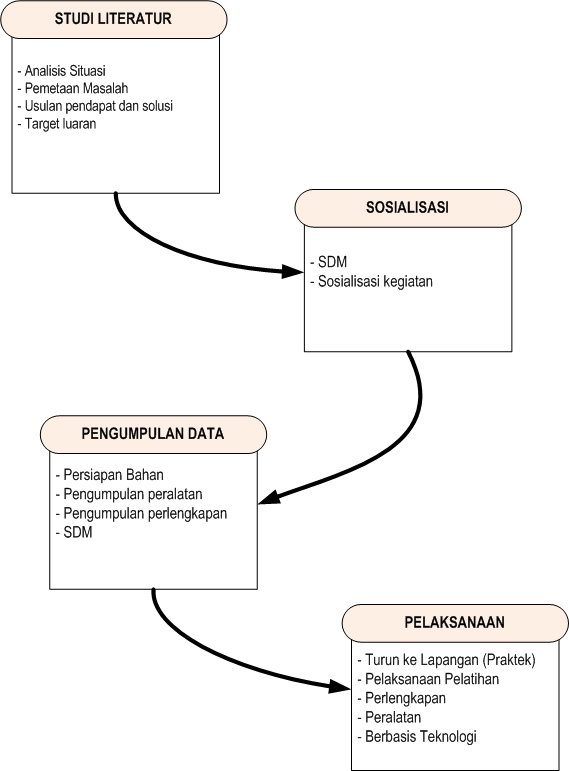 STUDI LITERATUR
- Analisis Situasi
- Pemetaan Masalah
- Usulan pendapat dan solusi
- Target luaran
SOSIALISASI
- SDM
- Sosialisasi kegiatan
PENGUMPULAN DATA
- Persiapan Bahan
- Pengumpulan peralatan
- Pengumpulan perlengkapan
- SDM
PELAKSANAAN
- Turun ke Lapangan (Praktek)
- Pelaksanaan Pelatihan
- Perlengkapan
- Peralatan
- Berbasis Teknologi